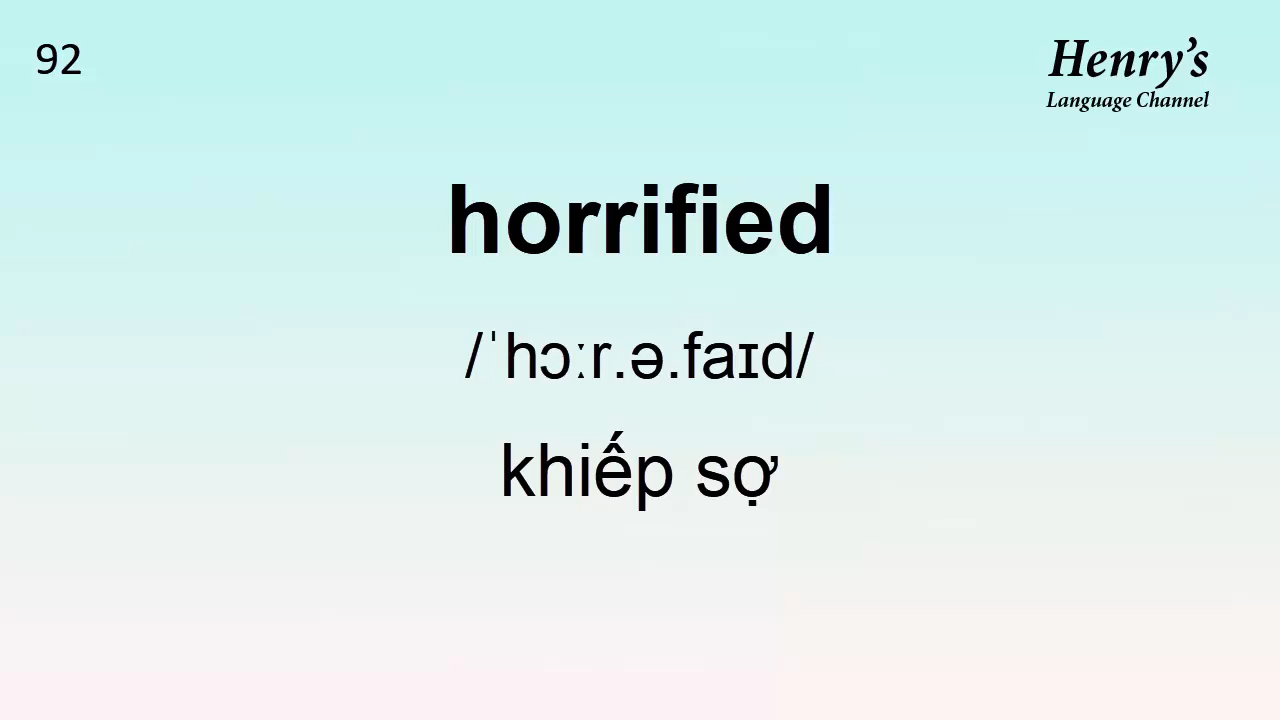 92
Henry's
Language Channel
horrified
/ˈhɔːr.ə.faɪd/
khiếp sợ